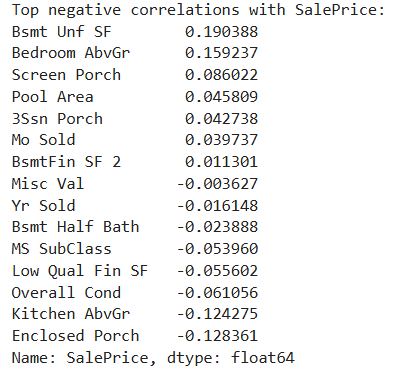 Top negative correlations with SalePrice:
Bsmt Unf SF 0.190388
Bedroom AbvGr 0.159237
Screen Porch 0.086022
Pool Area 0.045809
3Ssn Porch 0.042738
Mo Sold 0.039737
BsmtFin SF 2 0.011301
Misc Val -0.003627
Yr Sold -0.016148
Bsmt Half Bath -0.023888
MS SubClass -0.053960
Low Qual Fin SF -0.055602
Overall Cond -0.061056
Kitchen AbvGr -0.124275
Enclosed Porch -0.128361
Name: SalePrice, dtype: float64